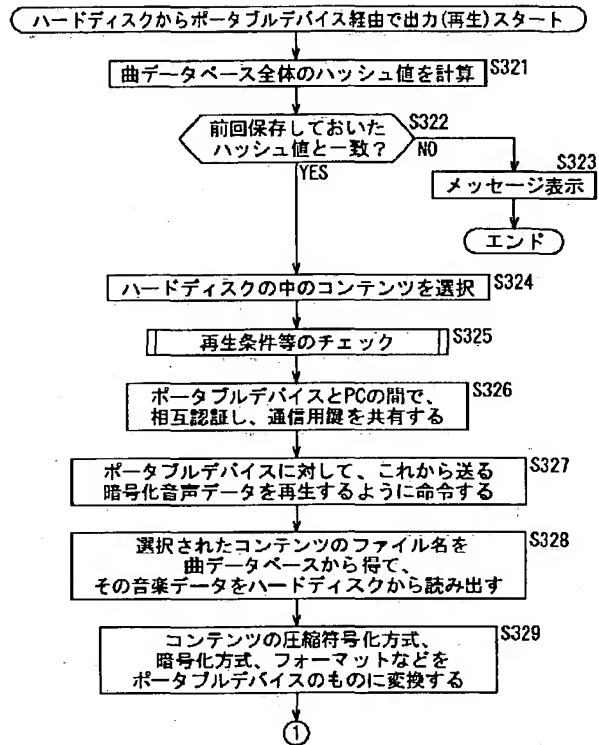 ハードディスクからポータブルデバイス経由で出力(再生)スタート
曲データベース全体のハッシュ値を計算
S321
前回保存しておいた
ハッシュ値と一致?
S322
NO
YES
S323
メッセージ表示
エンド
ハードディスクの中のコンテンツを選択
S324
再生条件等のチェック
S325
ポータブルデバイスとPCの間で、
相互認証し、通信用鍵を共有する
S326
ポータブルデバイスに対して、これから送る
暗号化音声データを再生するように命令する
S327
選択されたコンテンツのファイル名を
曲データベースから得て、
その音楽データをハードディスクから読み出す
S328
コンテンツの圧縮符号化方式、
暗号化方式、フォーマットなどを
ポータブルデバイスのものに変換する
S329
1